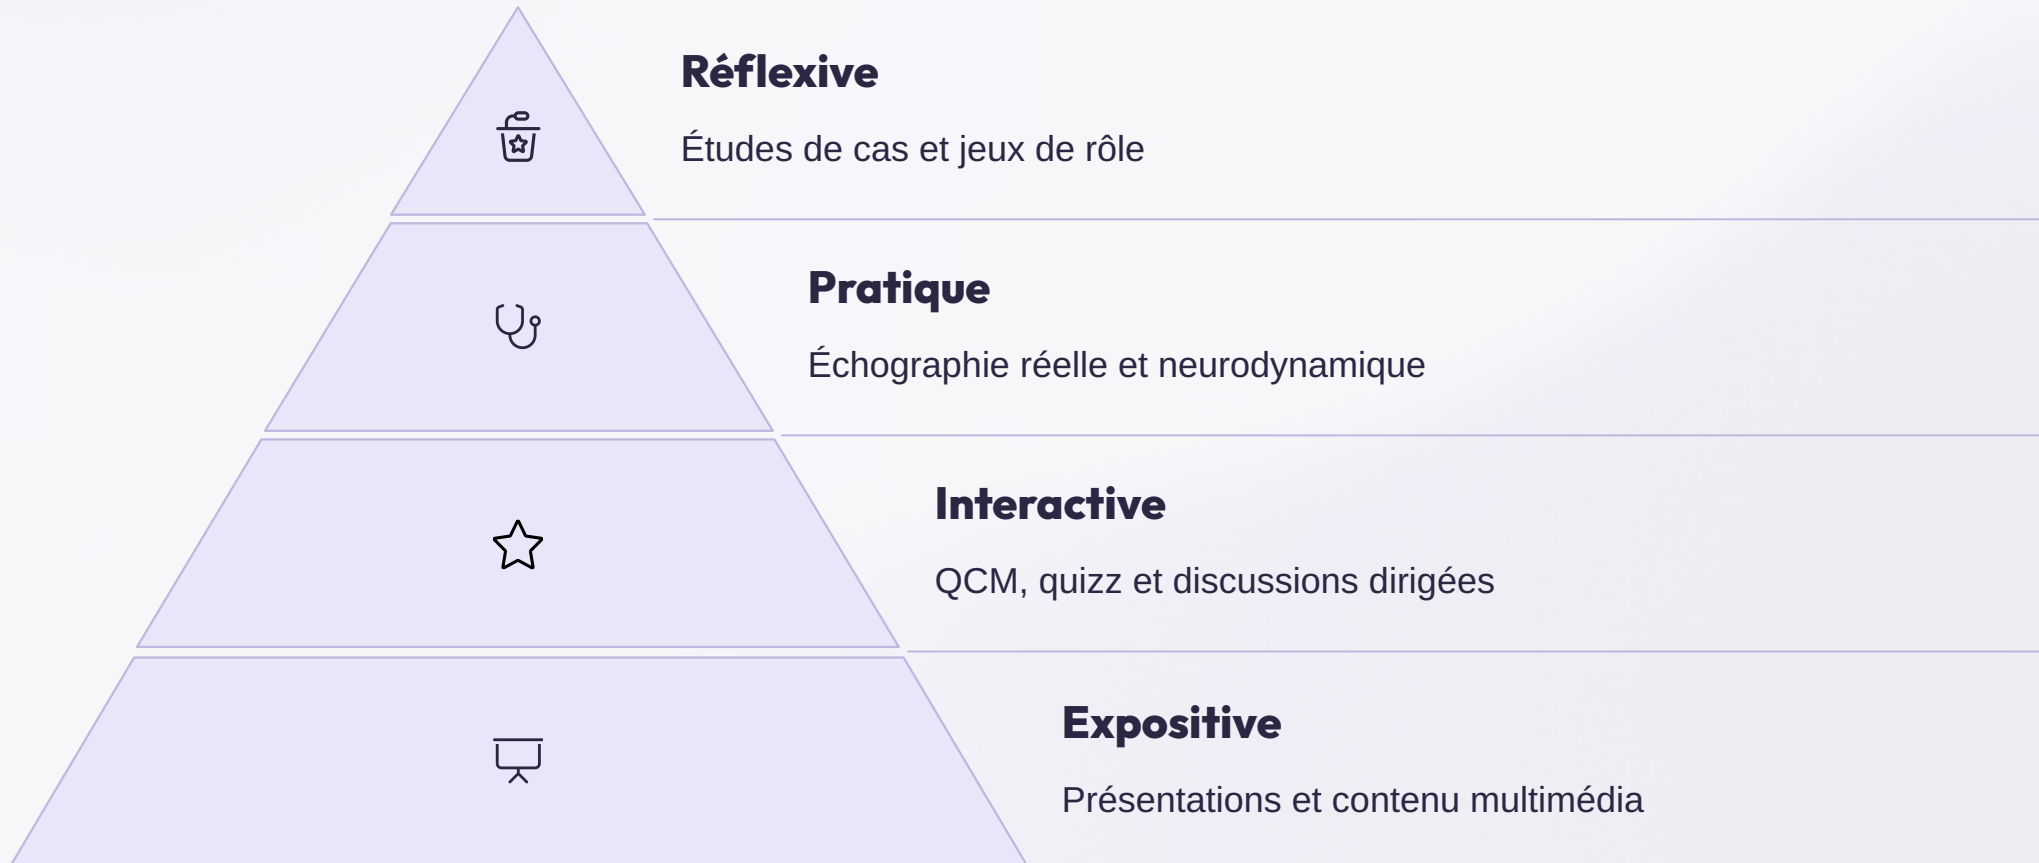 Réflexive
Études de cas et jeux de rôle
Pratique
Échographie réelle et neurodynamique
Interactive
QCM, quizz et discussions dirigées
Expositive
Présentations et contenu multimédia